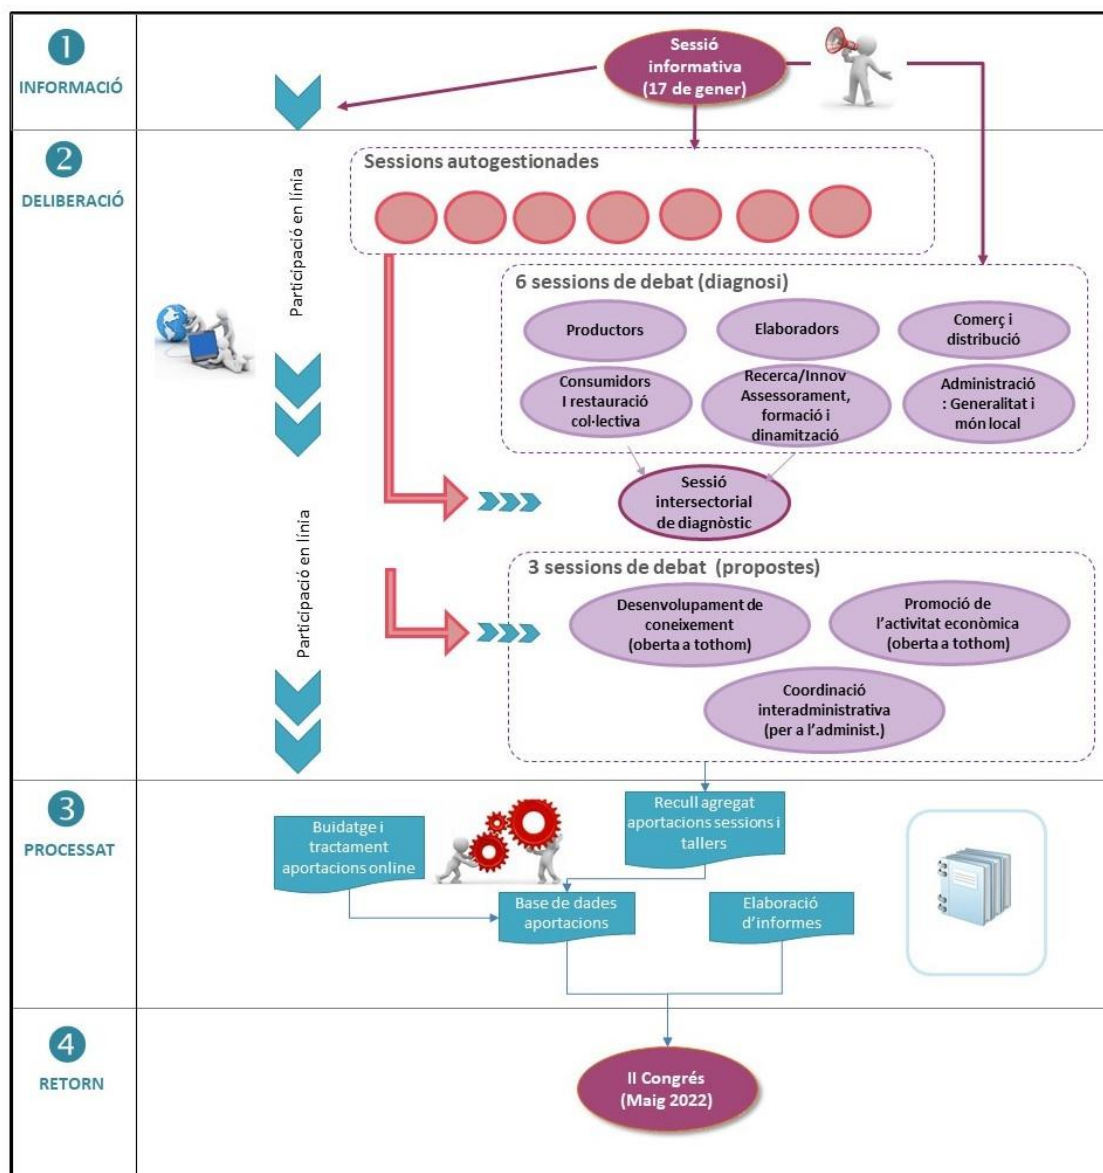 1
INFORMACIÓ
Sessió
informativa
(17 de gener)
2
DELIBERACIÓ
Participació en línia
Sessions autogestionades
6 sessions de debat (diagnosi)
Productors
Elaboradors
Comerç i
distribució
Consumidors
I restauració
col·lectiva
Recerca/Innov
Assessorament,
formació i
dinamització
Administració
: Generalitat i
món local
Sessió
intersectorial
de diagnòstic
Participació en línia
3 sessions de debat (propostes)
Desenvolupament de
coneixement
(oberta a tothom)
Promoció de
l’activitat econòmica
(oberta a tothom)
Coordinació
interadministrativa
(per a l’administ.)
3
PROCESSAT
Buidatge i
tractament
aportacions online
Recull agregat
aportacions sessions i
tallers
Base de dades
aportacions
Elaboració
d’informes
4
RETORN
II Congrés
(Maig 2022)